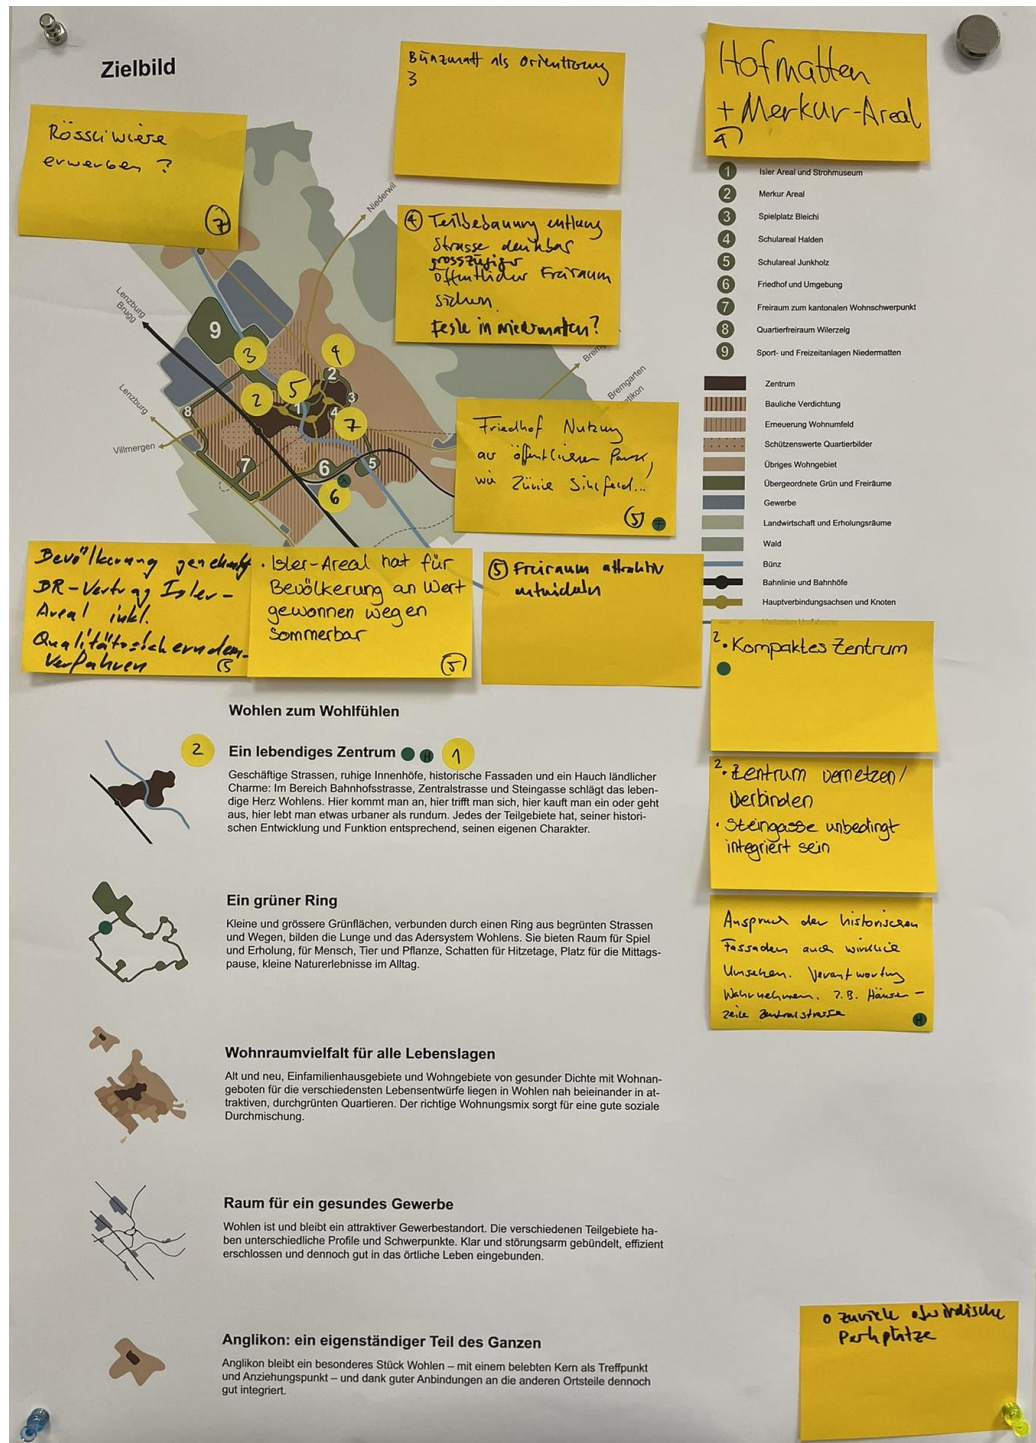 Zielbild
Rössliwiese
erwerben ?
7
Bünzmatt als Orientierung
3
Hofmatten
+ Merkur-Areal
4
4 Teilbebauung entlang
Strasse denkbar
grosszügiger
öffentlicher Freiraum
sichern
Feste in Niedermatten?
1 Isler Areal und Strohmuseum
2 Merkur Areal
3 Spielplatz Bleichi
4 Schulareal Halden
5 Schulareal Junkholz
6 Friedhof und Umgebung
7 Freiraum zum kantonalen Wohnschwerpunkt
8 Quartierfreiraum Wilerzelg
9 Sport- und Freizeitanlagen Niedermatten
Niederwil
Lenzburg
Brugg
Lenzburg
Villmergen
Bremgarten
9
3
4
2
5
7
6
1
2
3
4
5
6
7
8
Friedhof Nutzung
als öffentlichen Park,
wie Zürich Sihlfeld...
5
Zentrum
Bauliche Verdichtung
Erneuerung Wohnumfeld
Schützenswerte Quartierbilder
Übriges Wohngebiet
Übergeordnete Grün und Freiräume
Gewerbe
Landwirtschaft und Erholungsräume
Wald
Bünz
Bahnlinie und Bahnhöfe
Hauptverbindungsachsen und Knoten
Bevölkerung genehmigt
BR-Vertrag Isler-
Areal inkl.
Qualitätssicherndem-
Verfahren
5
· Isler-Areal hat für
Bevölkerung an Wert
gewonnen wegen
Sommerbar
5
5 Freiraum attraktiv
entwickeln
2. Kompaktes Zentrum
2. Zentrum vernetzen/
verbinden
· Steingasse unbedingt
integriert sein
Anspruch der historischen
Fassaden auch wirklich
Umsehen. Verantwortung
Wahrnehmen. z.B. Häuser-
zeile Zentralstrasse
H
Wohlen zum Wohlfühlen
2 Ein lebendiges Zentrum H 1
Geschäftige Strassen, ruhige Innenhöfe, historische Fassaden und ein Hauch ländlicher
Charme: Im Bereich Bahnhofsstrasse, Zentralstrasse und Steingasse schlägt das leben-
dige Herz Wohlens. Hier kommt man an, hier trifft man sich, hier kauft man ein oder geht
aus, hier lebt man etwas urbaner als rundum. Jedes der Teilgebiete hat, seiner histori-
schen Entwicklung und Funktion entsprechend, seinen eigenen Charakter.
Ein grüner Ring
Kleine und grössere Grünflächen, verbunden durch einen Ring aus begrünten Strassen
und Wegen, bilden die Lunge und das Adersystem Wohlens. Sie bieten Raum für Spiel
und Erholung, für Mensch, Tier und Pflanze, Schatten für Hitzetage, Platz für die Mittags-
pause, kleine Naturerlebnisse im Alltag.
Wohnraumvielfalt für alle Lebenslagen
Alt und neu, Einfamilienhausgebiete und Wohngebiete von gesunder Dichte mit Wohnan-
geboten für die verschiedensten Lebensentwürfe liegen in Wohlen nah beieinander in at-
traktiven, durchgrünten Quartieren. Der richtige Wohnungsmix sorgt für eine gute soziale
Durchmischung.
Raum für ein gesundes Gewerbe
Wohlen ist und bleibt ein attraktiver Gewerbestandort. Die verschiedenen Teilgebiete ha-
ben unterschiedliche Profile und Schwerpunkte. Klar und störungsarm gebündelt, effizient
erschlossen und dennoch gut in das örtliche Leben eingebunden.
Anglikon: ein eigenständiger Teil des Ganzen
Anglikon bleibt ein besonderes Stück Wohlen – mit einem belebten Kern als Treffpunkt
und Anziehungspunkt – und dank guter Anbindungen an die anderen Ortsteile dennoch
gut integriert.
o zurück
Parkplätze